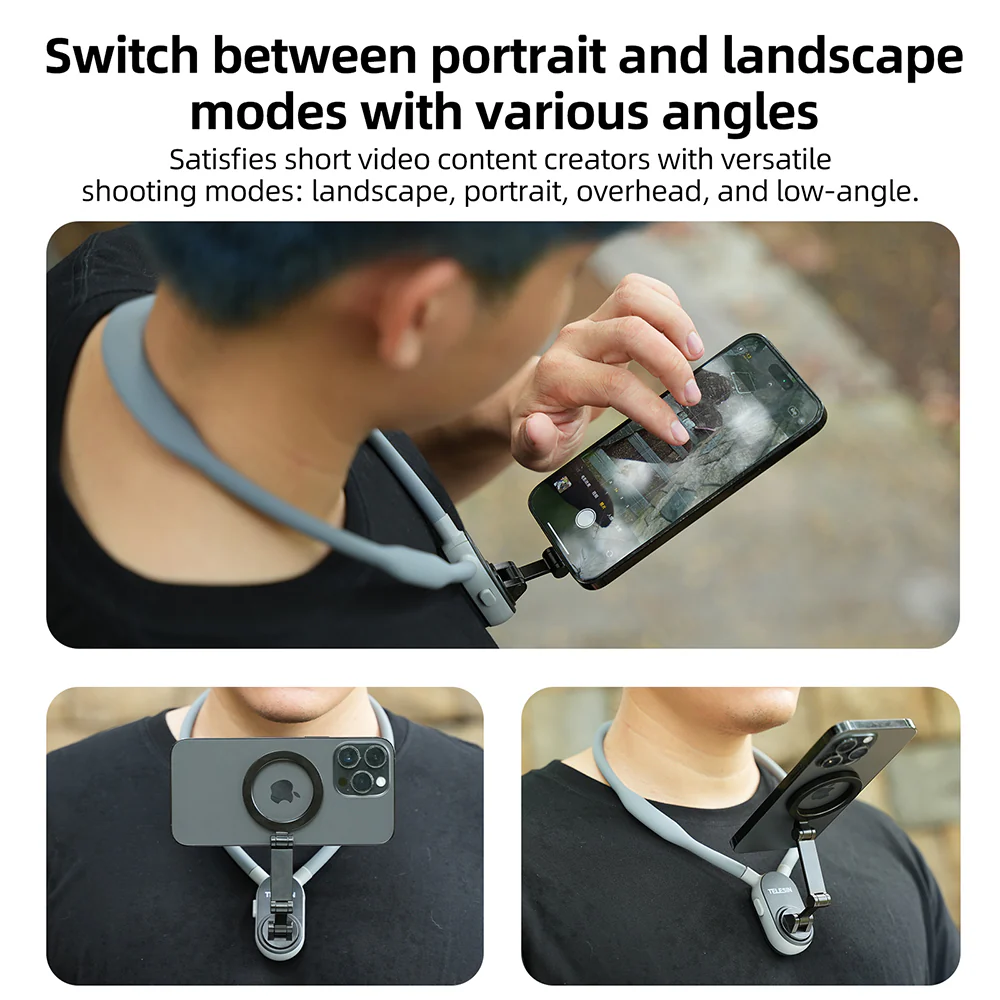 Switch between portrait and landscape
modes with various angles
Satisfies short video content creators with versatile
shooting modes: landscape, portrait, overhead, and low-angle.
TELESIN